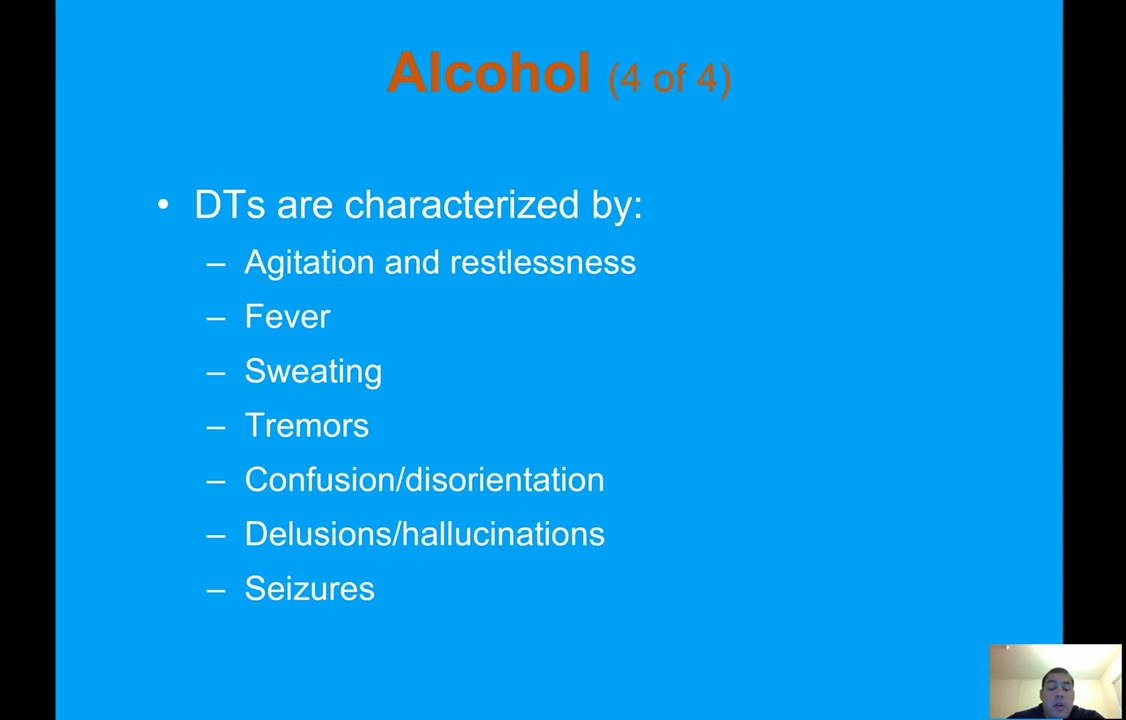 Alcohol (4 of 4)
• DTs are characterized by:
– Agitation and restlessness
– Fever
– Sweating
– Tremors
– Confusion/disorientation
– Delusions/hallucinations
– Seizures